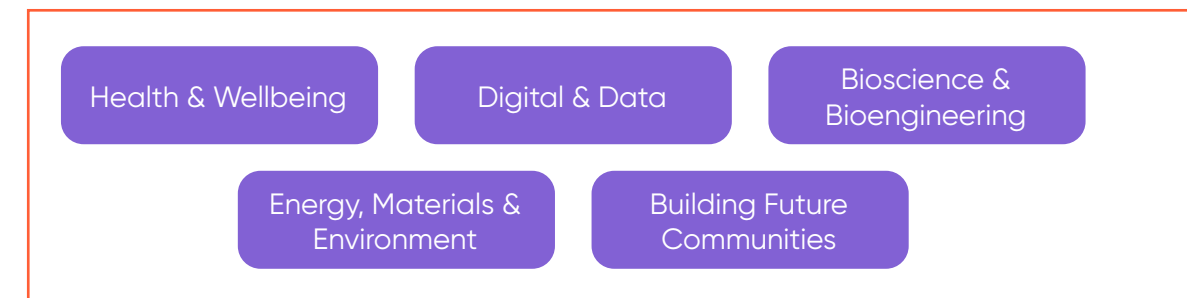 Health & Wellbeing
Digital & Data
Bioscience &
Bioengineering
Energy, Materials &
Environment
Building Future
Communities